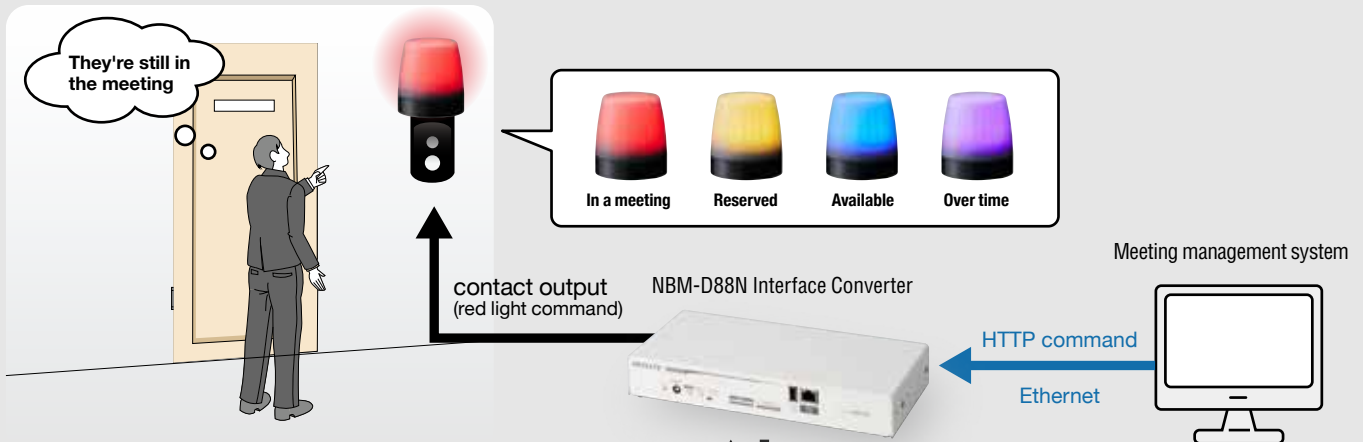 They're still in
the meeting
In a meeting
Reserved
Available
Over time
Meeting management system
contact output
(red light command)
NBM-D88N Interface Converter
HTTP command
Ethernet